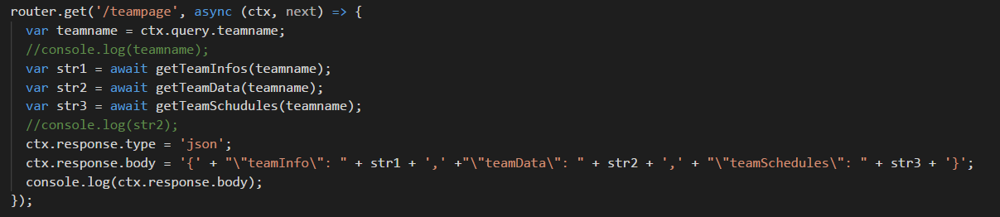 router.get('/teampage', async (ctx, next) => {
  var teamname = ctx.query.teamname;
  //console.log(teamname);
  var str1 = await getTeamInfos(teamname);
  var str2 = await getTeamData(teamname);
  var str3 = await getTeamSchudules(teamname);
  //console.log(str2);
  ctx.response.type = 'json';
  ctx.response.body = '{' + "\"teamInfo\": " + str1 + ',' +"\"teamData\": " + str2 + ',' + "\"teamSchedules\": " + str3 + '}';
  console.log(ctx.response.body);
});